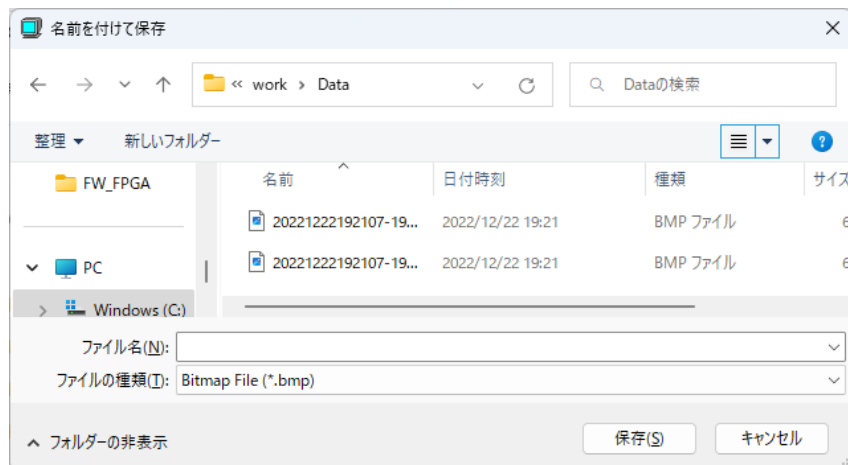 名前を付けて保存
« work › Data
Dataの検索
整理 新しいフォルダー
FW_FPGA
名前 日付時刻 種類 サイズ
20221222192107-19... 2022/12/22 19:21 BMP ファイル 6
20221222192107-19... 2022/12/22 19:21 BMP ファイル 6
PC
Windows (C:)
ファイル名(N):
ファイルの種類(T): Bitmap File (*.bmp)
フォルダーの非表示
保存(S) キャンセル